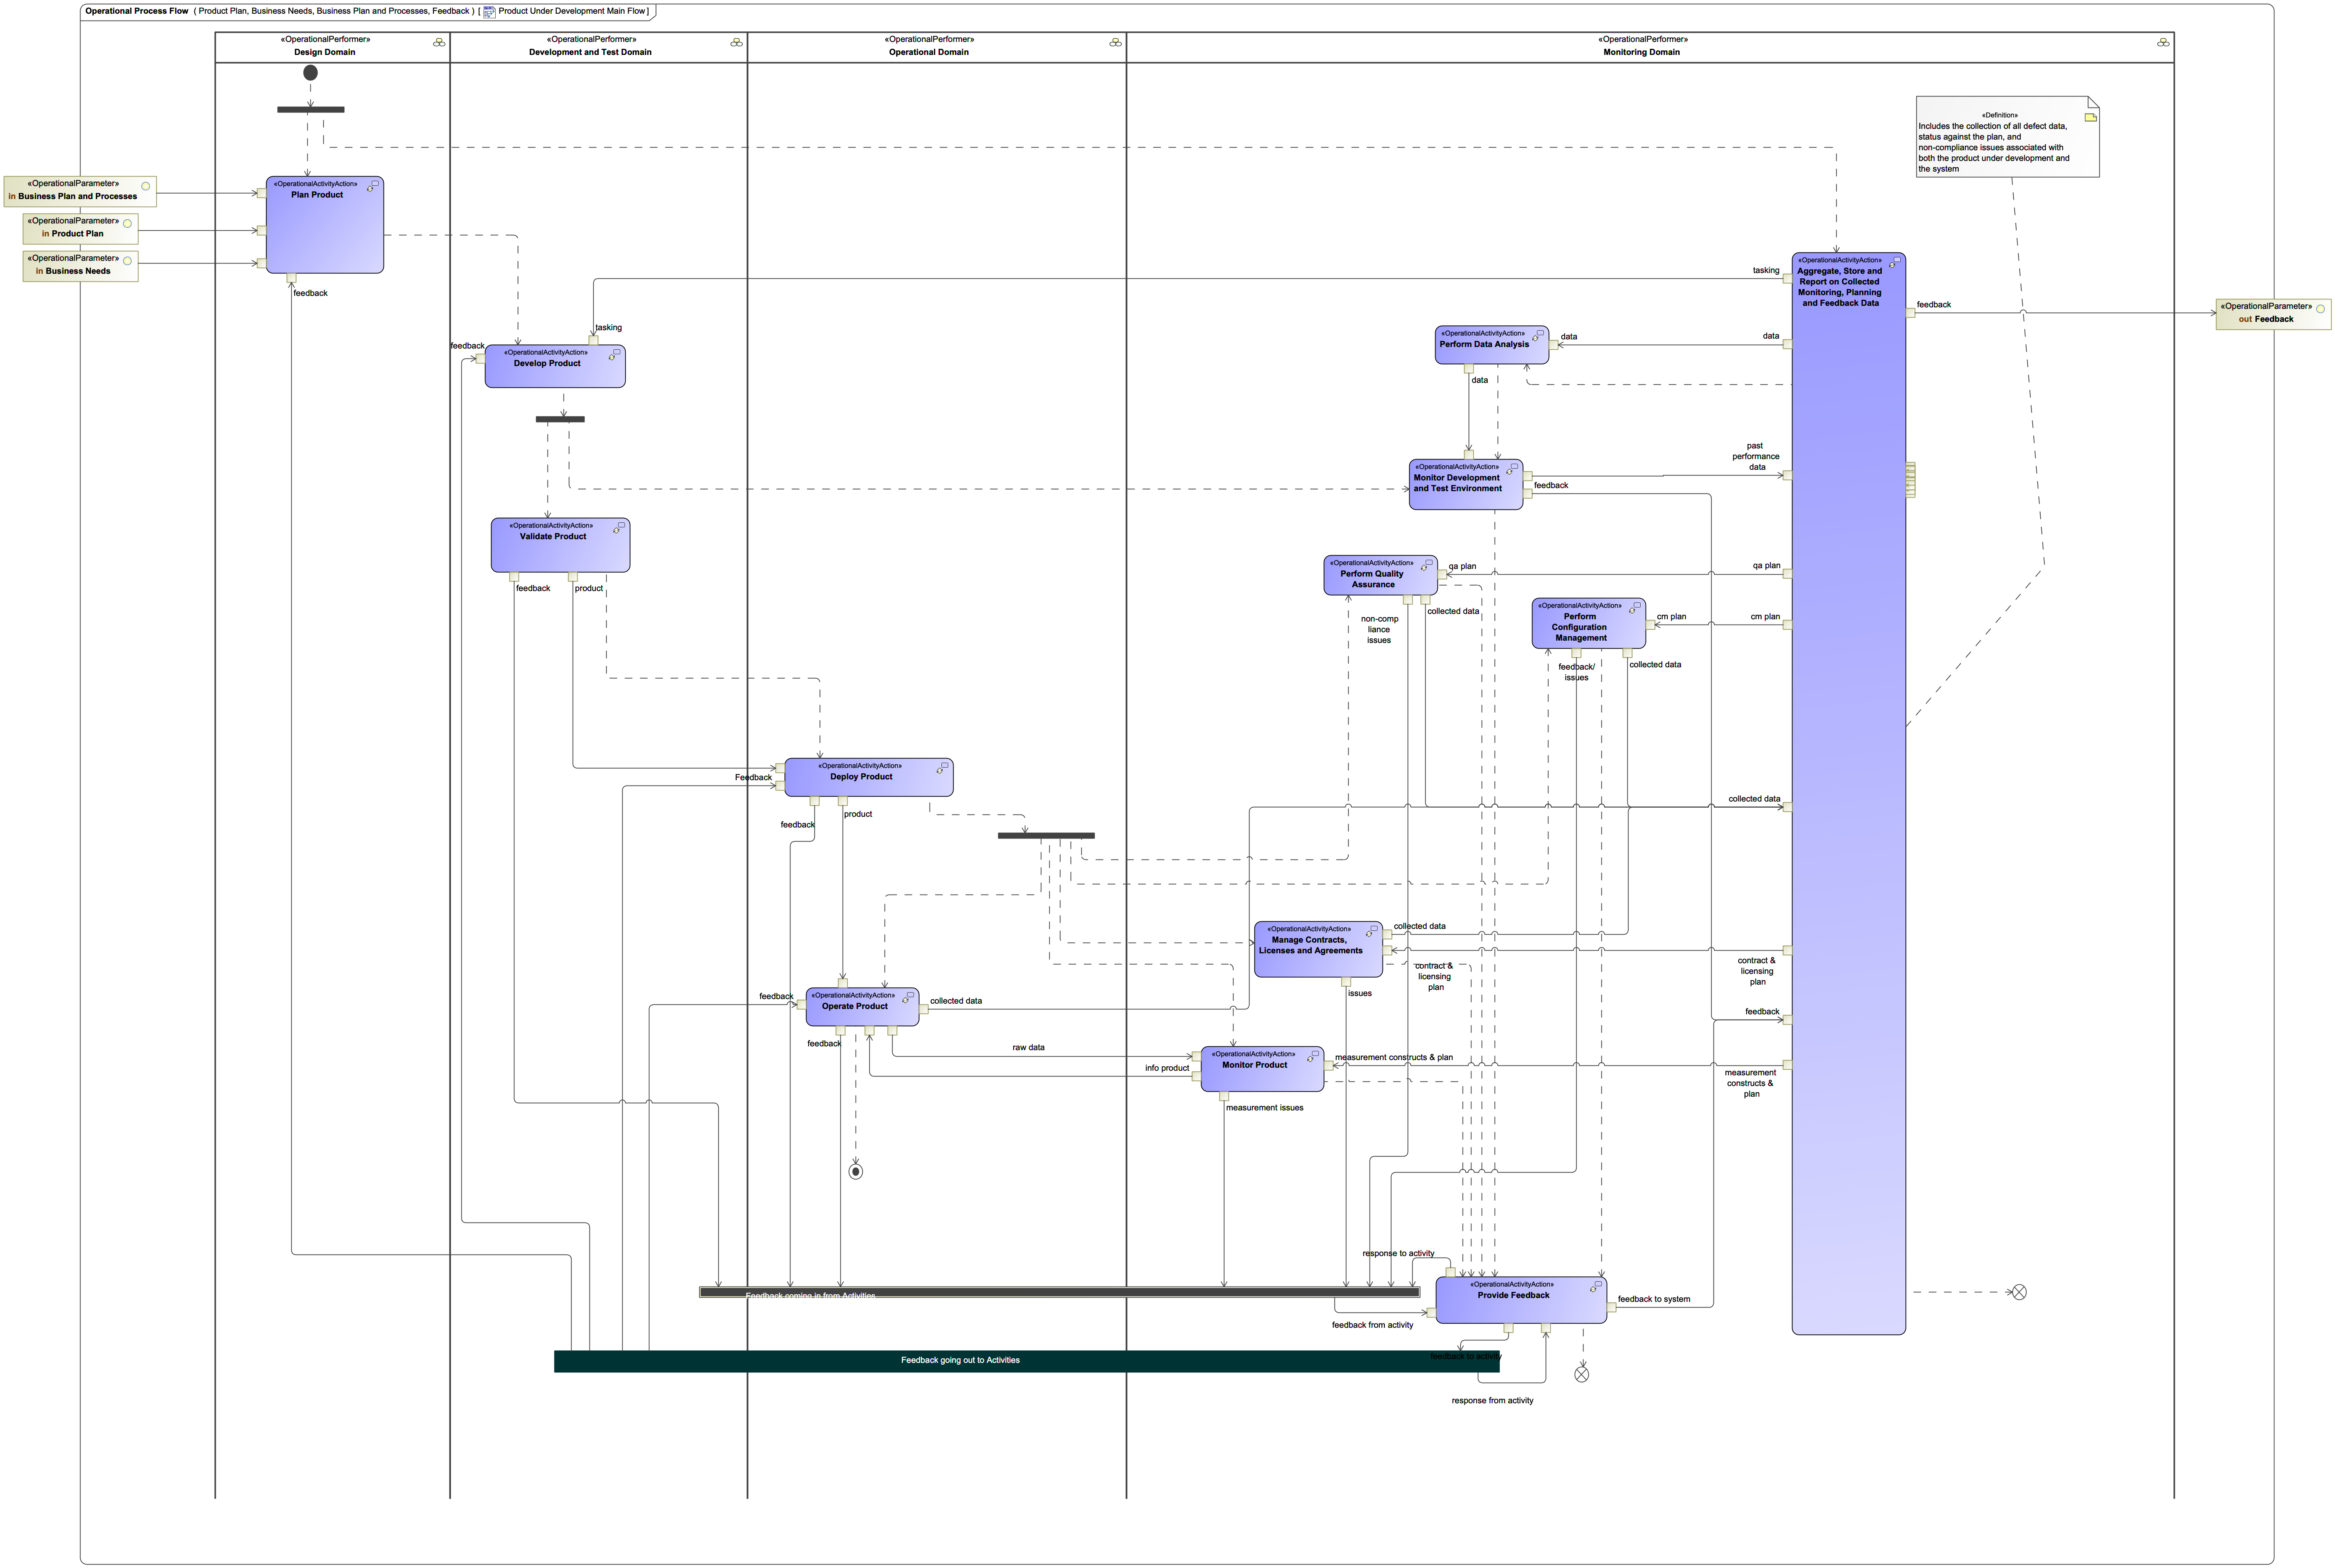 Operational Process Flow ( Product Plan, Business Needs, Business Plan and Processes, Feedback ) [ Product Under Development Main Flow ]
«OperationalPerformer»
Design Domain
«OperationalPerformer»
Development and Test Domain
«OperationalPerformer»
Operational Domain
«OperationalPerformer»
Monitoring Domain
«Definition»
Includes the collection of all defect data,
status against the plan, and
non-compliance issues associated with
both the product under development and
the system
«OperationalParameter»
in Business Plan and Processes
«OperationalParameter»
in Product Plan
«OperationalParameter»
in Business Needs
«OperationalActivityAction»
Plan Product
feedback
tasking
tasking
feedback
«OperationalActivityAction»
Develop Product
«OperationalActivityAction»
Aggregate, Store and
Report on Collected
Monitoring, Planning
and Feedback Data
feedback
«OperationalParameter»
out Feedback
«OperationalActivityAction»
Perform Data Analysis
data
data
data
«OperationalActivityAction»
Monitor Development
and Test Environment
past
performance
data
feedback
«OperationalActivityAction»
Validate Product
feedback
product
«OperationalActivityAction»
Perform Quality
Assurance
qa plan
qa plan
non-comp
liance
issues
collected data
«OperationalActivityAction»
Perform
Configuration
Management
cm plan
cm plan
feedback/
issues
collected data
«OperationalActivityAction»
Deploy Product
Feedback
feedback
product
collected data
«OperationalActivityAction»
Manage Contracts,
Licenses and Agreements
collected data
contract &
licensing
plan
contract &
licensing
plan
issues
«OperationalActivityAction»
Operate Product
feedback
collected data
feedback
feedback
raw data
info product
«OperationalActivityAction»
Monitor Product
measurement constructs & plan
measurement
constructs &
plan
measurement issues
response to activity
Feedback coming in from Activities
«OperationalActivityAction»
Provide Feedback
feedback to system
feedback from activity
Feedback going out to Activities
feedback to activity
response from activity